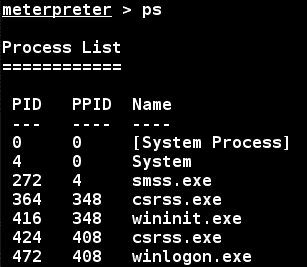 meterpreter > ps
Process List
============
PID PPID Name
--- ---- ----
0 0 [System Process]
4 0 System
272 4 smss.exe
364 348 csrss.exe
416 348 wininit.exe
424 408 csrss.exe
472 408 winlogon.exe